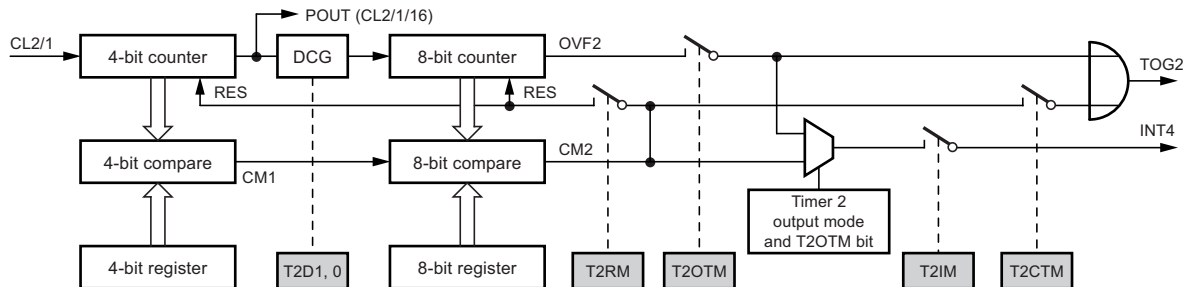 POUT (CL2/1/16)
CL2/1
4-bit counter
DCG
8-bit counter
OVF2
TOG2
RES
RES
4-bit compare
CM1
8-bit compare
CM2
INT4
Timer 2
output mode
and T2OTM bit
4-bit register
T2D1, 0
8-bit register
T2RM
T2OTM
T2IM
T2CTM